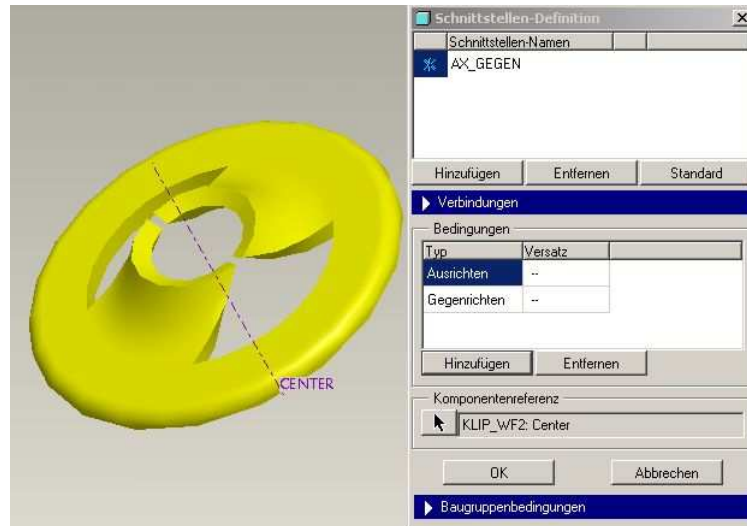 Schnittstellen-Definition
Schnittstellen-Namen
AX_GEGEN
Hinzufügen Entfernen Standard
Verbindungen
Bedingungen
Typ Versatz
Ausrichten --
Gegenrichten --
Hinzufügen Entfernen
Komponentenreferenz
KLIP_WF2: Center
OK Abbrechen
Baugruppenbedingungen
CENTER